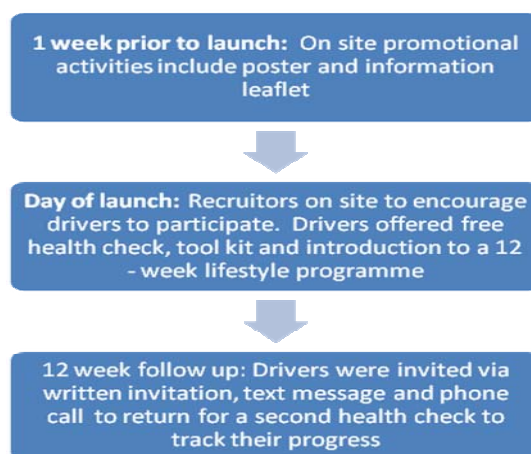 1 week prior to launch: On site promotional
activities include poster and information
leaflet
Day of launch: Recruitors on site to encourage
drivers to participate. Drivers offered free
health check, tool kit and introduction to a 12
- week lifestyle programme
12 week follow up: Drivers were invited via
written invitation, text message and phone
call to return for a second health check to
track their progress